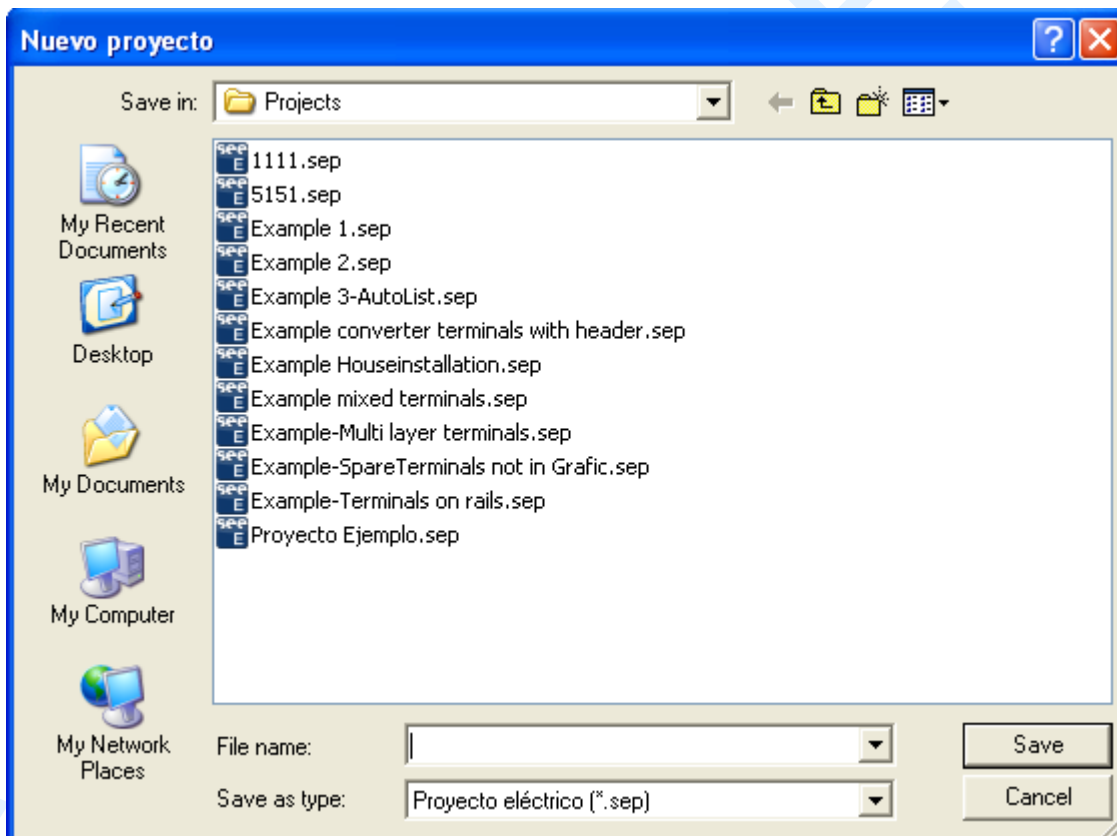 Nuevo proyecto
Save in: Projects
1111.sep
5151.sep
Example 1.sep
Example 2.sep
Example 3-AutoList.sep
Example converter terminals with header.sep
Example Houseinstallation.sep
Example mixed terminals.sep
Example-Multi layer terminals.sep
Example-SpareTerminals not in Grafic.sep
Example-Terminals on rails.sep
Proyecto Ejemplo.sep
My Recent
Documents
Desktop
My Documents
My Computer
My Network
Places
File name:
Save
Save as type: Proyecto eléctrico (*.sep)
Cancel